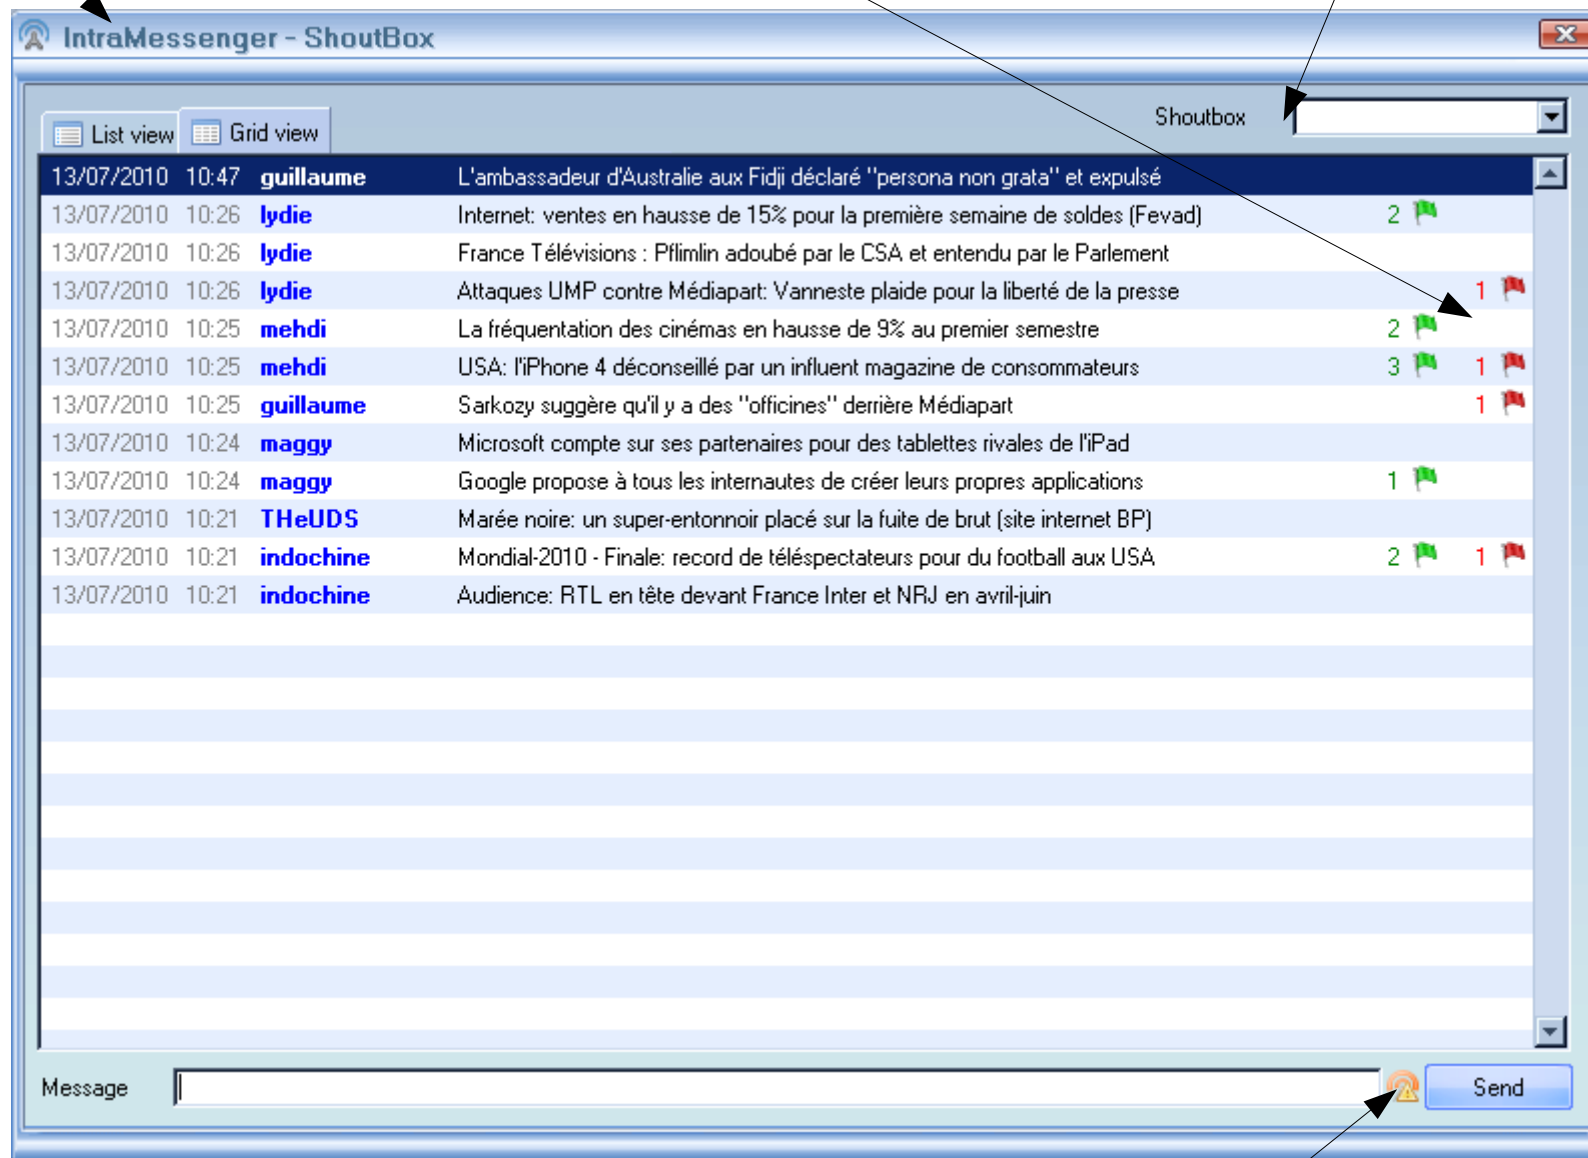 IntraMessenger - ShoutBox
List view Grid view Shoutbox
13/07/2010 10:47 guillaume L'ambassadeur d'Australie aux Fidji déclaré "persona non grata" et expulsé
13/07/2010 10:26 lydie Internet: ventes en hausse de 15% pour la première semaine de soldes (Fevad) 2
13/07/2010 10:26 lydie France Télévisions : Pflimlin adoubé par le CSA et entendu par le Parlement
13/07/2010 10:26 lydie Attaques UMP contre Médiapart: Vanneste plaide pour la liberté de la presse 1
13/07/2010 10:25 mehdi La fréquentation des cinémas en hausse de 9% au premier semestre 2
13/07/2010 10:25 mehdi USA: l'iPhone 4 déconseillé par un influent magazine de consommateurs 3 1
13/07/2010 10:25 guillaume Sarkozy suggère qu'il y a des "officines" derrière Médiapart 1
13/07/2010 10:24 maggy Microsoft compte sur ses partenaires pour des tablettes rivales de l'iPad
13/07/2010 10:24 maggy Google propose à tous les internautes de créer leurs propres applications 1
13/07/2010 10:21 THeUDS Marée noire: un super-entonnoir placé sur la fuite de brut (site internet BP)
13/07/2010 10:21 indochine Mondial-2010 - Finale: record de téléspectateurs pour du football aux USA 2 1
13/07/2010 10:21 indochine Audience: RTL en tête devant France Inter et NRJ en avril-juin
Message Send